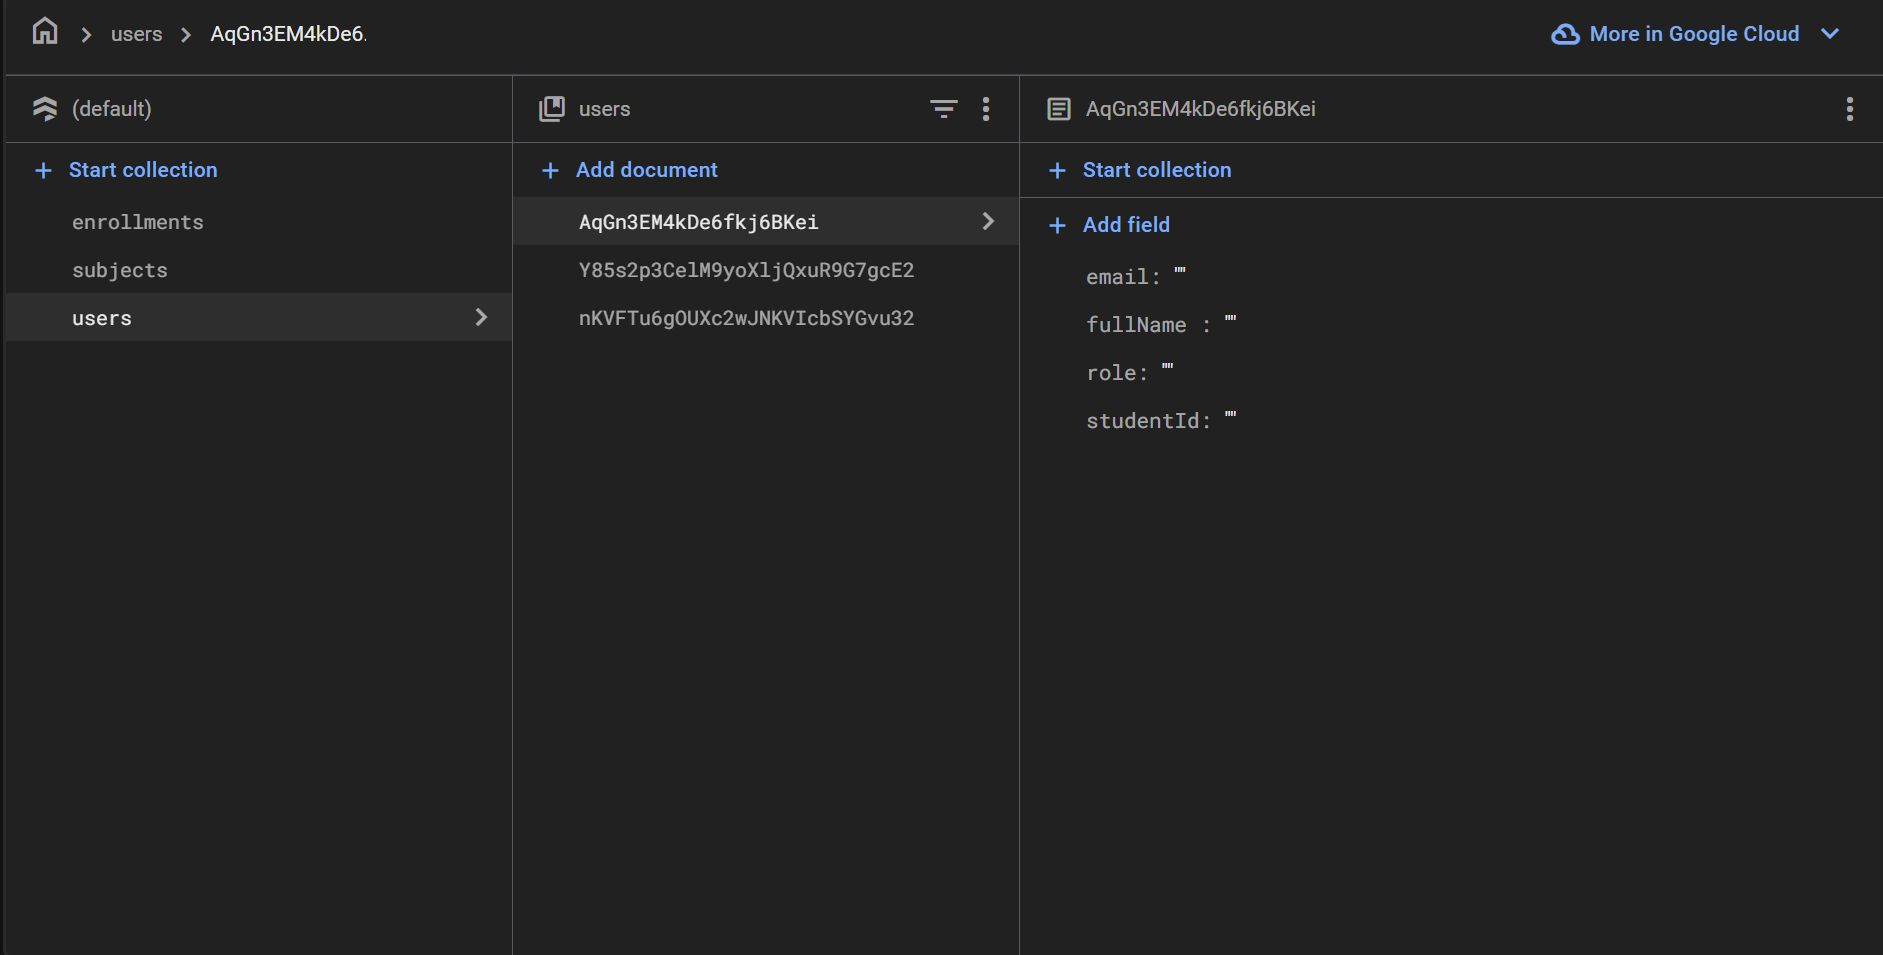 users AqGn3EM4kDe6.
More in Google Cloud
(default)
Start collection
enrollments
subjects
users
users
Add document
AqGn3EM4kDe6fkj6BKei
Y85s2p3CelM9yoXljQxuR9G7gcE2
nKVFTu6gOUXc2wJNKVIcbSYGvu32
AqGn3EM4kDe6fkj6BKei
Start collection
Add field
email: ""
fullName : ""
role: ""
studentId: ""